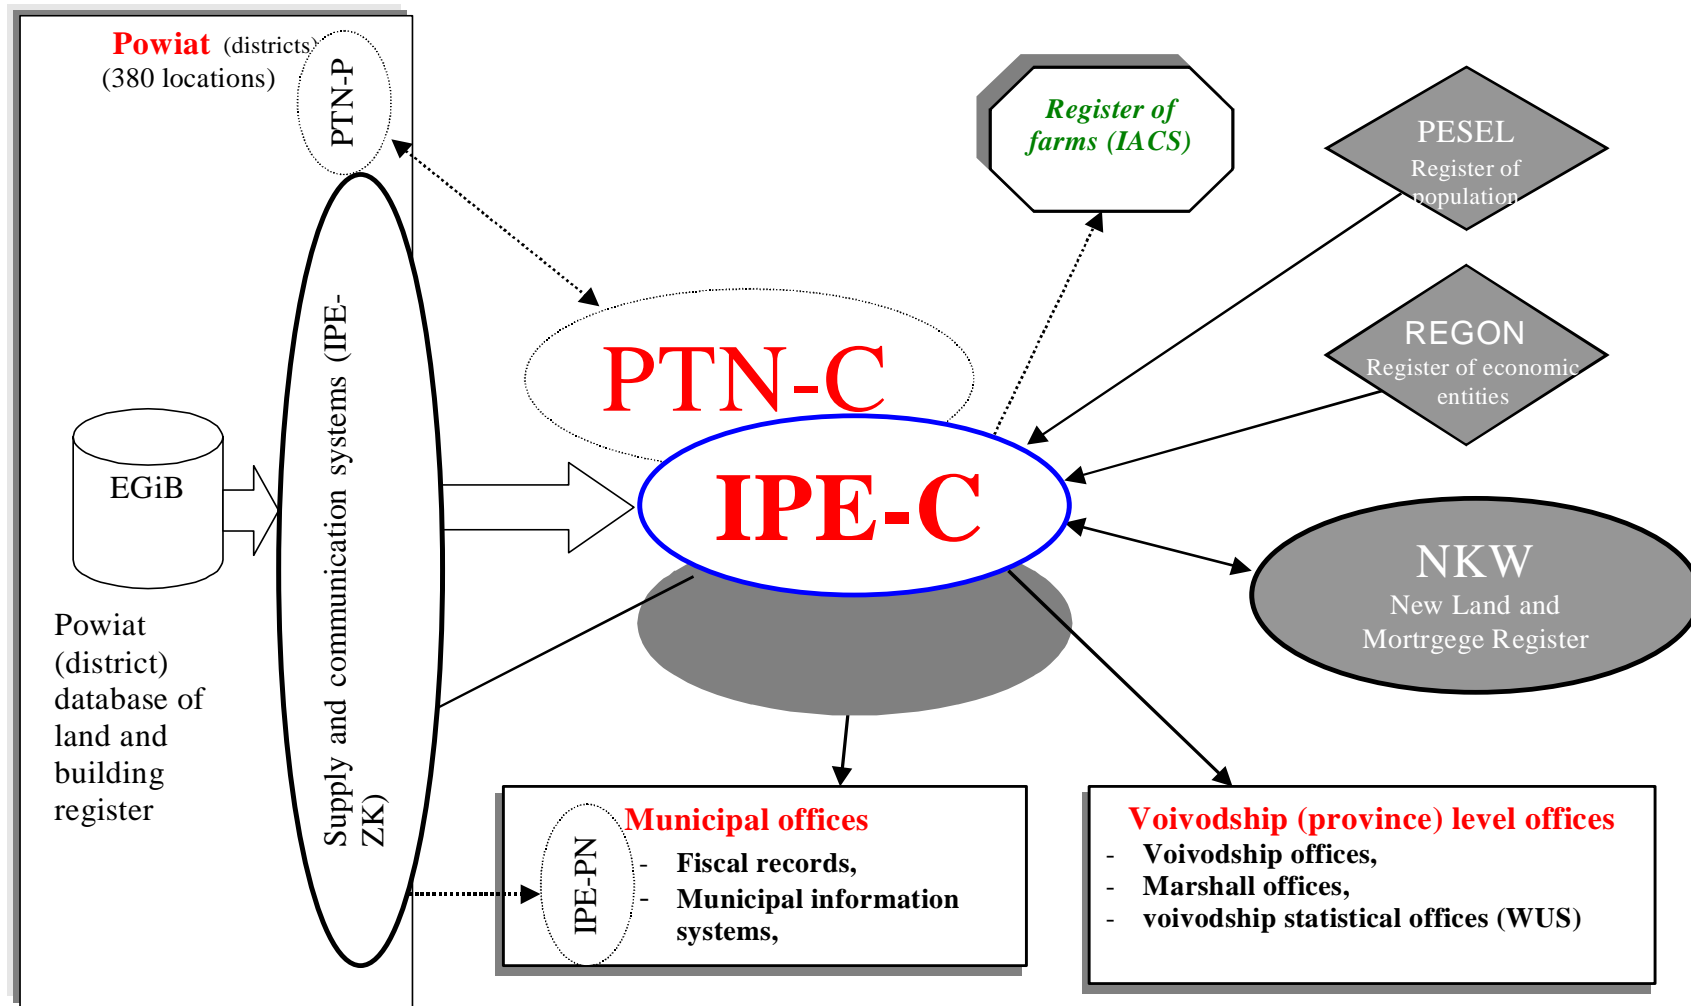 Powiat (districts)
(380 locations)
PTN-P
Supply and communication systems (IPE-
ZK)
EGiB
Powiat
(district)
database of
land and
building
register
PTN-C
IPE-C
Register of
farms (IACS)
PESEL
Register of
population
REGON
Register of economic
entities
NKW
New Land and
Mortrgege Register
IPE-PN
Municipal offices
- Fiscal records,
- Municipal information
systems,
Voivodship (province) level offices
- Voivodship offices,
- Marshall offices,
- voivodship statistical offices (WUS)